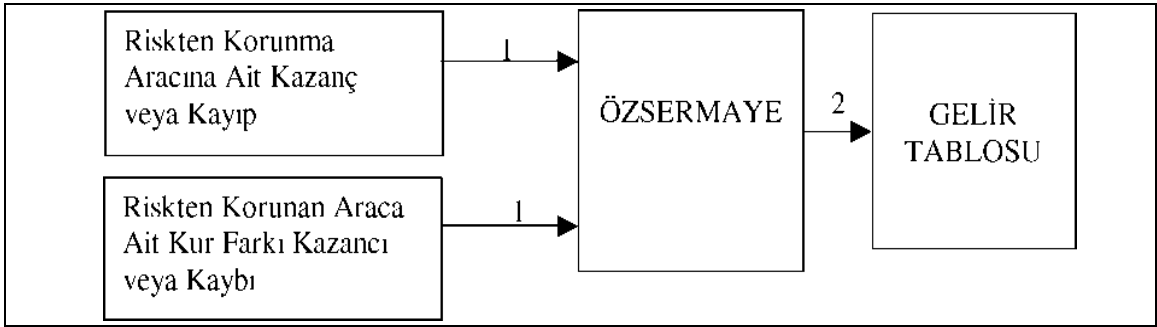 Riskten Korunma
Aracına Ait Kazanç
veya Kayıp
1
Riskten Korunan Araca
Ait Kur Farkı Kazancı
veya Kaybı
1
ÖZSERMAYE
2
GELİR
TABLOSU